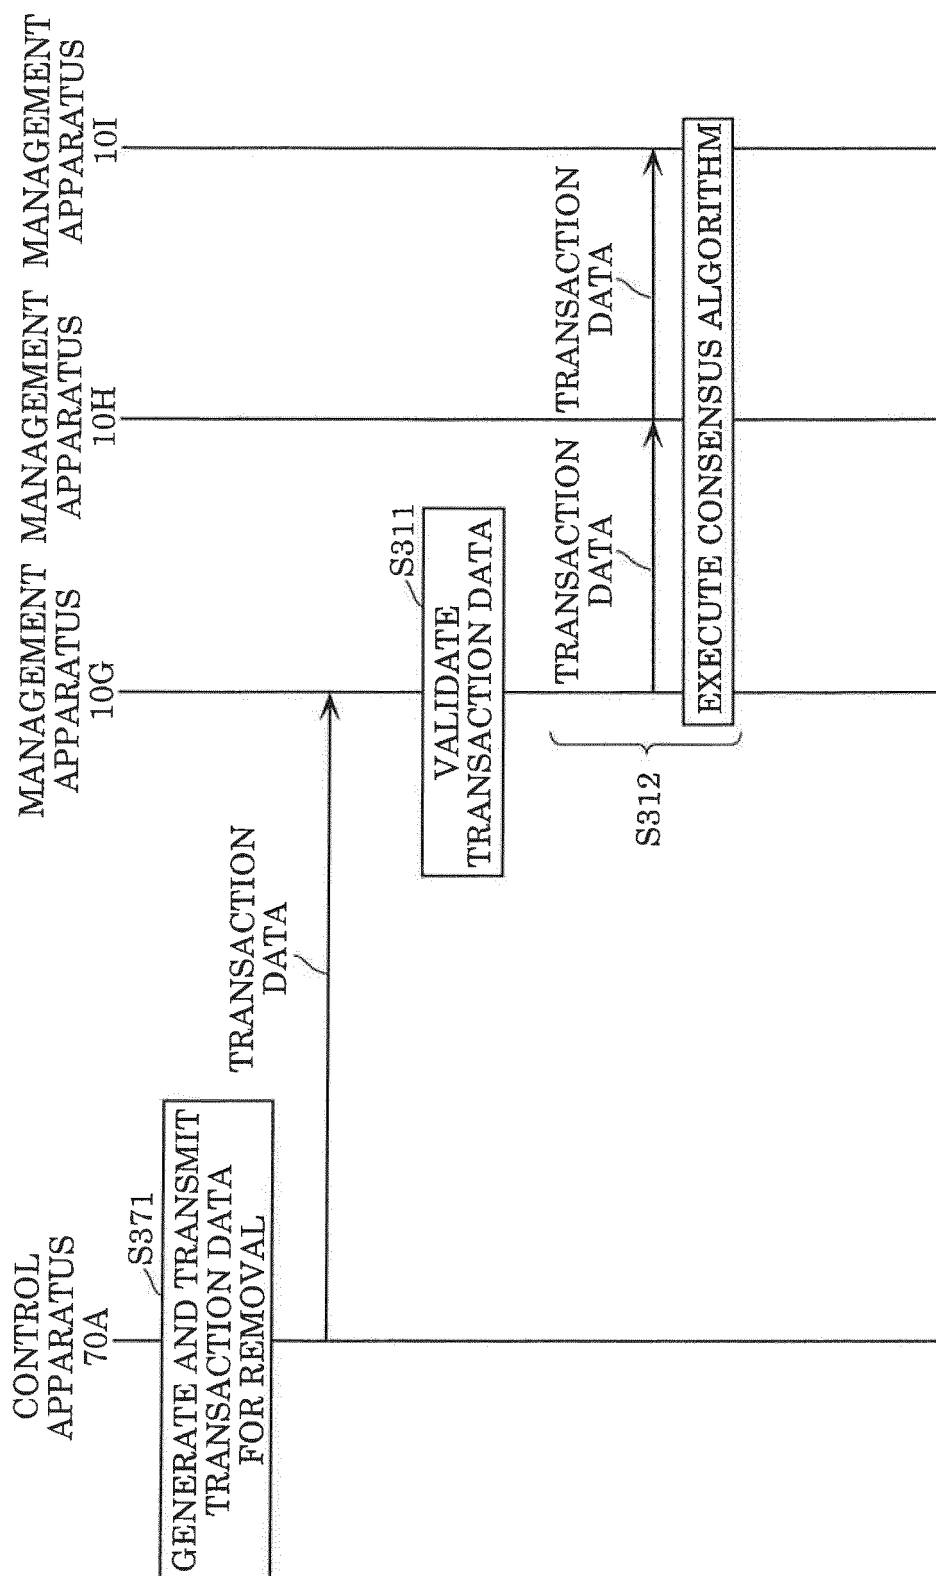 CONTROL
APPARATUS
70A
MANAGEMENT
APPARATUS
10G
MANAGEMENT
APPARATUS
10H
MANAGEMENT
APPARATUS
10I
S371
GENERATE AND TRANSMIT
TRANSACTION DATA
FOR REMOVAL
TRANSACTION
DATA
S311
VALIDATE
TRANSACTION DATA
S312
TRANSACTION
DATA
TRANSACTION
DATA
EXECUTE CONSENSUS ALGORITHM